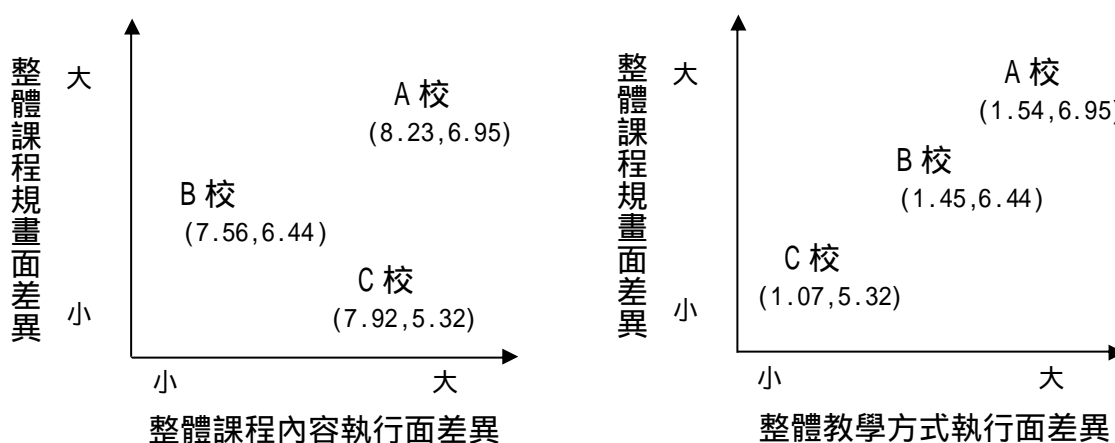 整體課程規畫面差異
大
小
A校
(8.23,6.95)
B校
(7.56,6.44)
C校
(7.92,5.32)
小
大
整體課程內容執行面差異
整體課程規畫面差異
大
小
A校
(1.54,6.95)
B校
(1.45,6.44)
C校
(1.07,5.32)
小
大
整體教學方式執行面差異